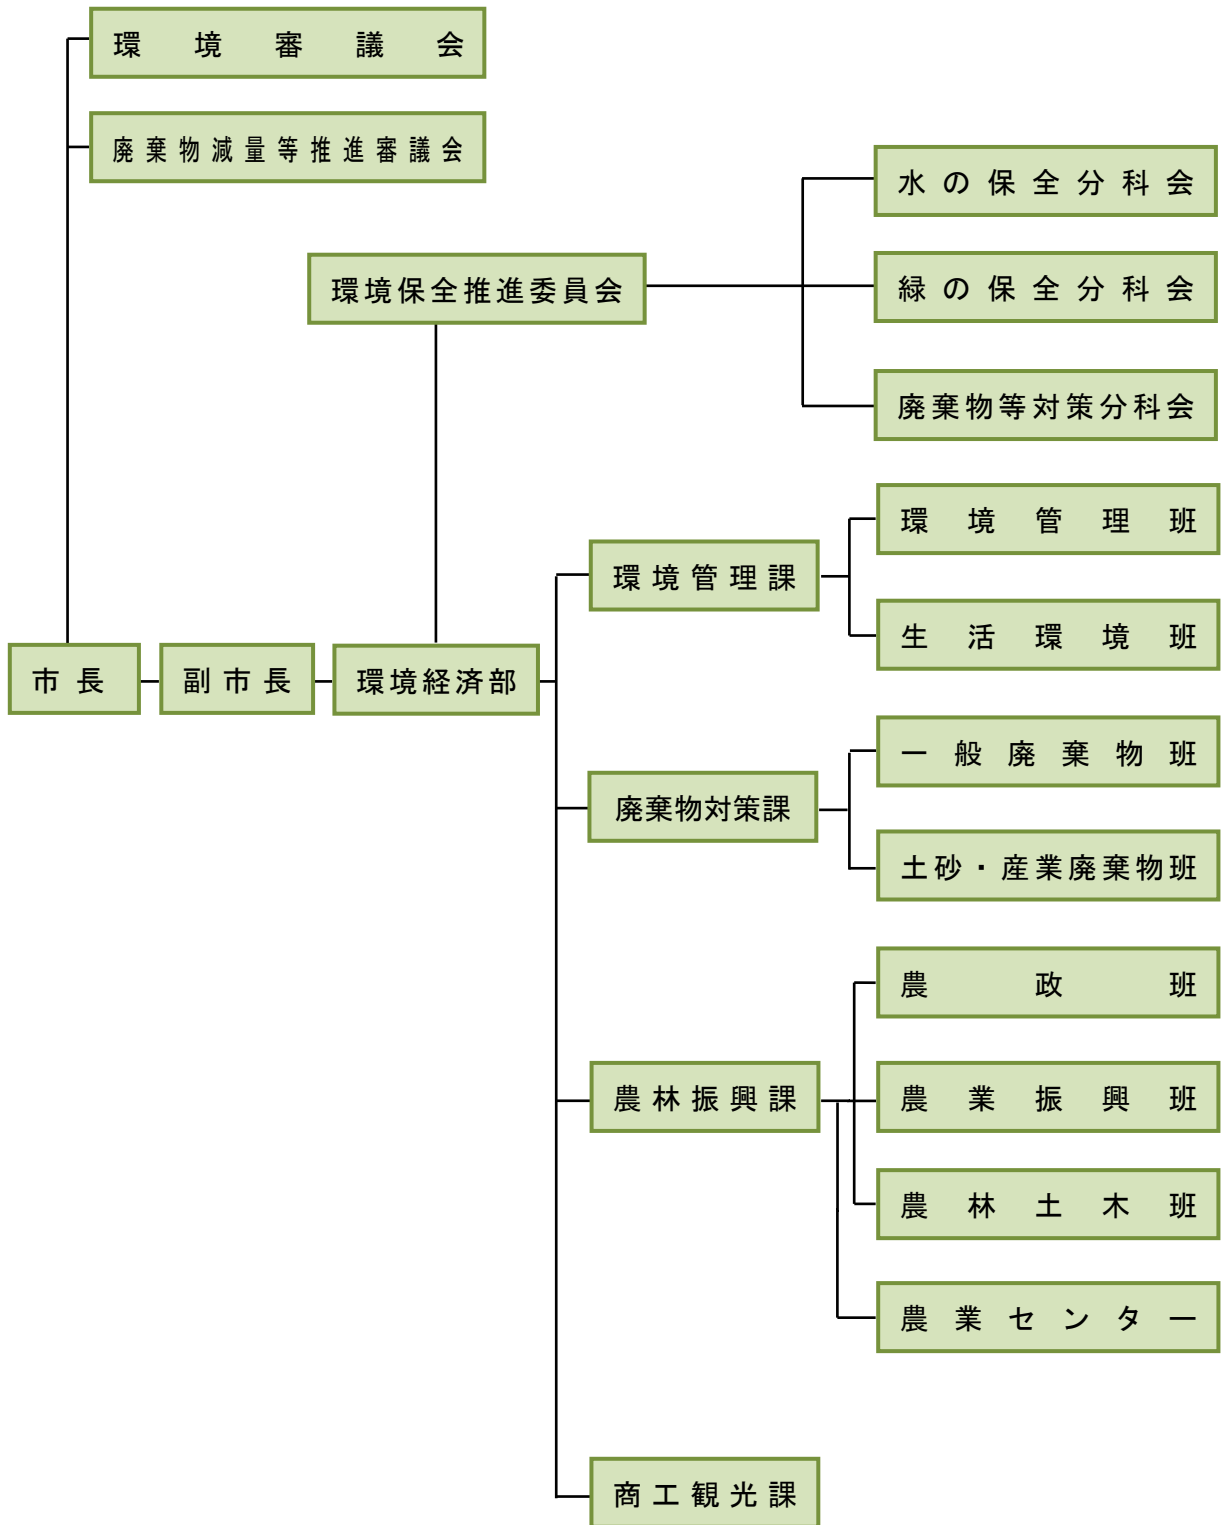 環境審議会
廃棄物減量等推進審議会
水の保全分科会
環境保全推進委員会
緑の保全分科会
廃棄物等対策分科会
環境管理班
環境管理課
生活環境班
市長
副市長
環境経済部
一般廃棄物班
廃棄物対策課
土砂・産業廃棄物班
農政班
農林振興課
農業振興班
農林土木班
農業センター
商工観光課